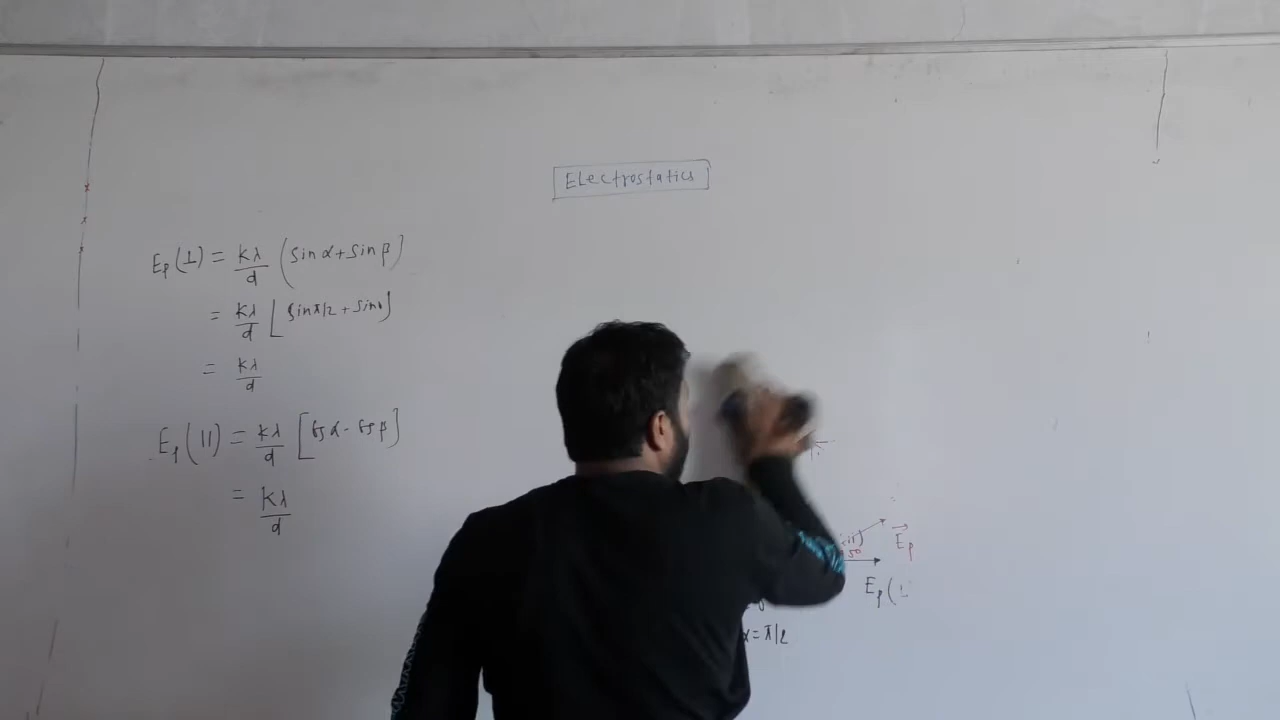 Electrostatics
Ep(⊥) = kλ/d (sin α + sin β)
= kλ/d [sin π/2 + sin 0]
= kλ/d
Ep(11) = kλ/d [cos α - cos β]
= kλ/d
Ep
Ep(⊥
α = π/2